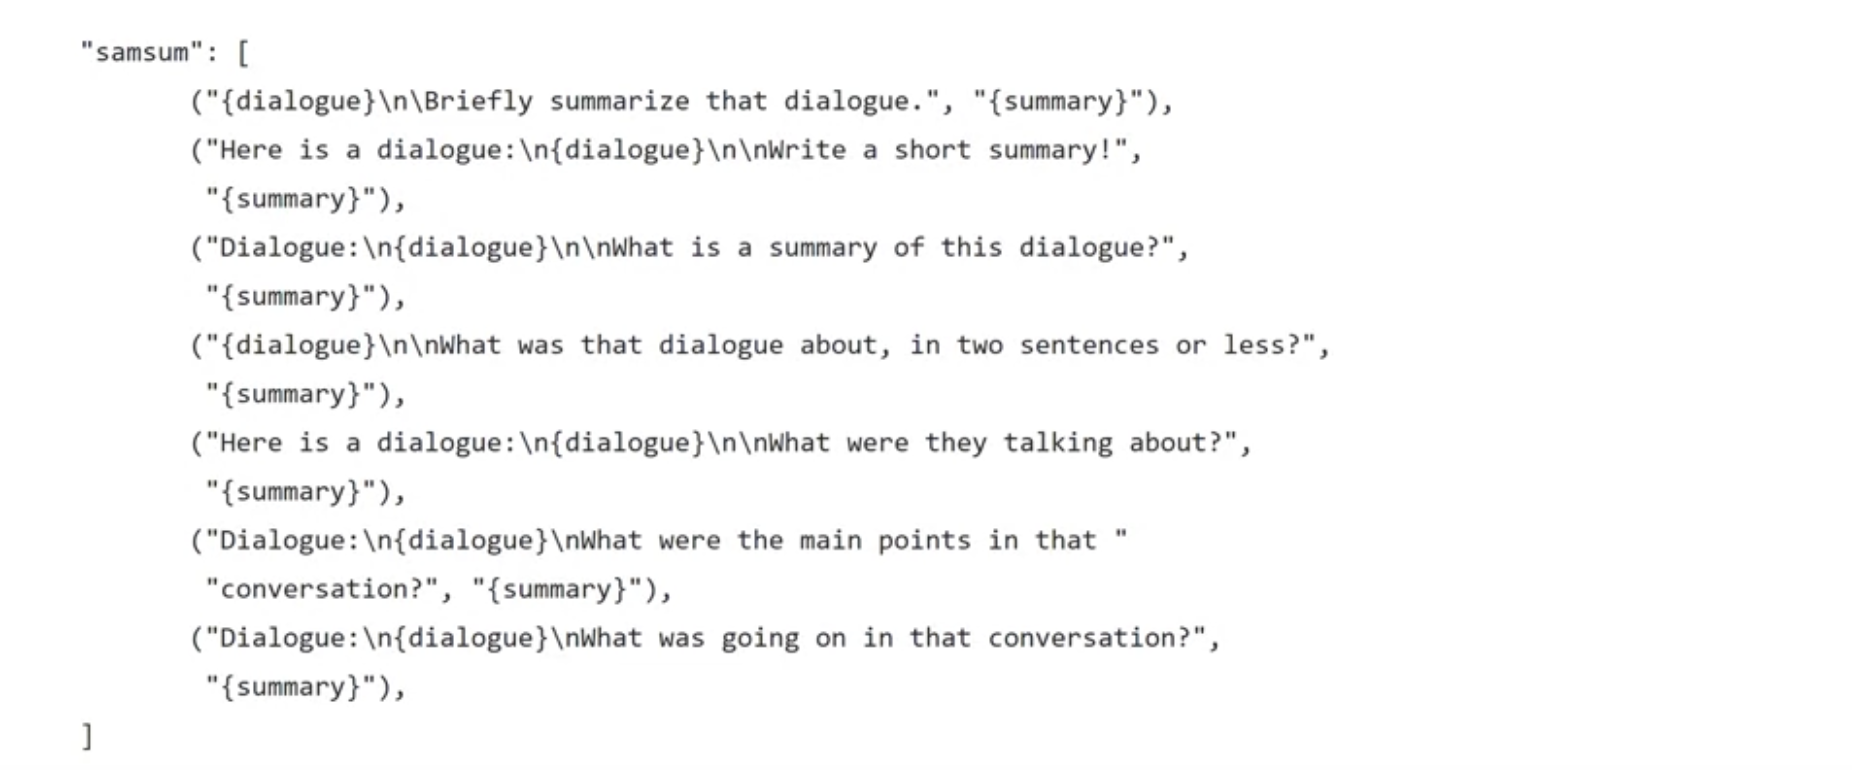 "samsum": [
("{dialogue}\n\Briefly summarize that dialogue.", "{summary}"),
("Here is a dialogue:\n{dialogue}\n\nWrite a short summary!",
"{summary}"),
("Dialogue:\n{dialogue}\n\nWhat is a summary of this dialogue?",
"{summary}"),
("{dialogue}\n\nWhat was that dialogue about, in two sentences or less?",
"{summary}"),
("Here is a dialogue:\n{dialogue}\n\nWhat were they talking about?",
"{summary}"),
("Dialogue:\n{dialogue}\nWhat were the main points in that "
"conversation?", "{summary}"),
("Dialogue:\n{dialogue}\nWhat was going on in that conversation?",
"{summary}"),
]